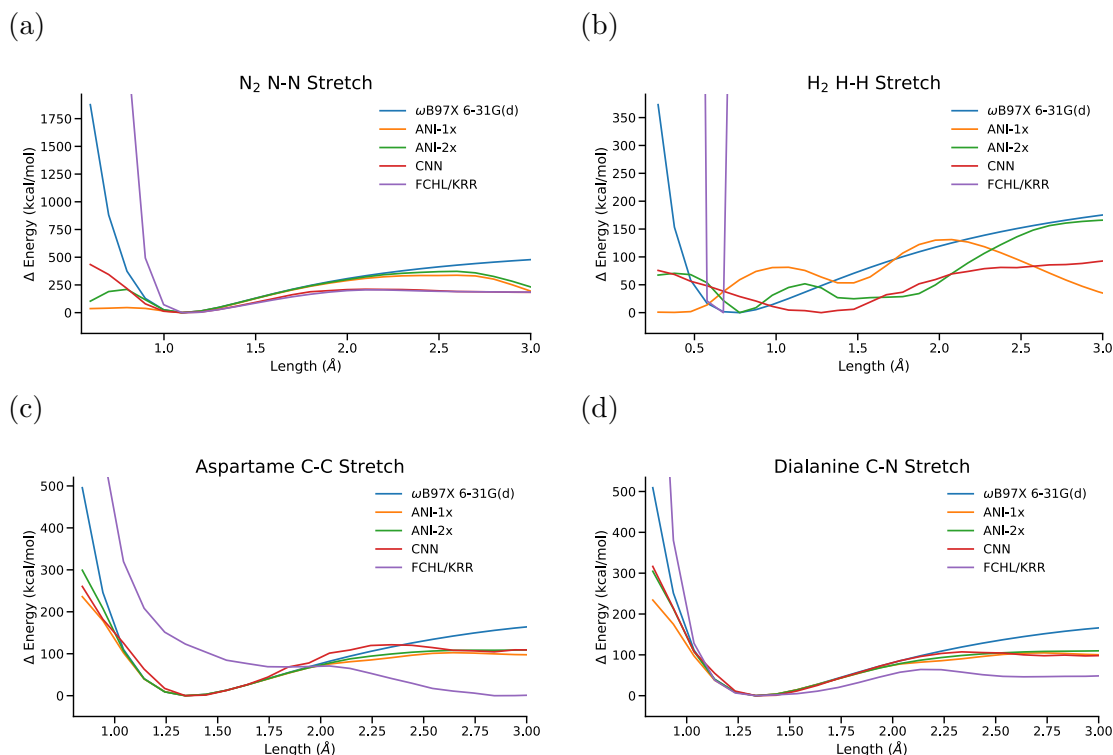 (a)
N₂ N-N Stretch
Δ Energy (kcal/mol)
1750
1500
1250
1000
750
500
250
0
1.0 1.5 2.0 2.5 3.0
Length (Å)
ωB97X 6-31G(d)
ANI-1x
ANI-2x
CNN
FCHL/KRR
(b)
H₂ H-H Stretch
Δ Energy (kcal/mol)
350
300
250
200
150
100
50
0
0.5 1.0 1.5 2.0 2.5 3.0
Length (Å)
ωB97X 6-31G(d)
ANI-1x
ANI-2x
CNN
FCHL/KRR
(c)
Aspartame C-C Stretch
Δ Energy (kcal/mol)
500
400
300
200
100
0
1.00 1.25 1.50 1.75 2.00 2.25 2.50 2.75 3.00
Length (Å)
ωB97X 6-31G(d)
ANI-1x
ANI-2x
CNN
FCHL/KRR
(d)
Dialanine C-N Stretch
Δ Energy (kcal/mol)
500
400
300
200
100
0
1.00 1.25 1.50 1.75 2.00 2.25 2.50 2.75 3.00
Length (Å)
ωB97X 6-31G(d)
ANI-1x
ANI-2x
CNN
FCHL/KRR